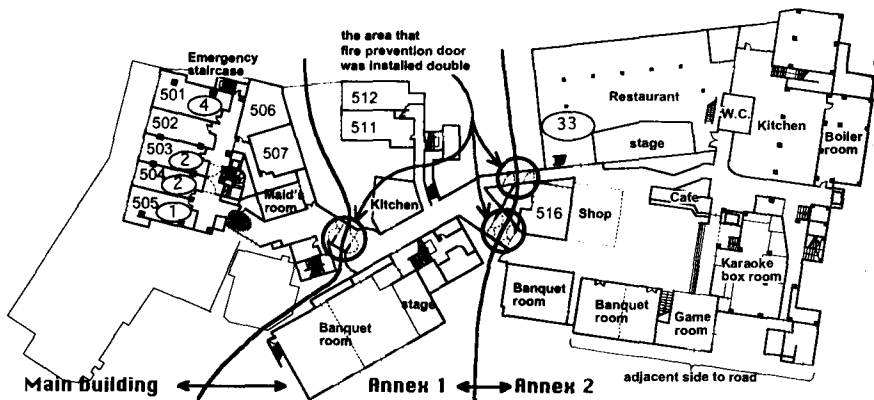 the area that
fire prevention door
was installed double
Emergency
staircase
501
4
502
503
2
504
2
505
1
506
507
Maid's
room
512
511
Kitchen
33
Restaurant
stage
W.C.
Kitchen
Boiler
room
516
Shop
Cafe
Karaoke
box room
Banquet
room
stage
Banquet
room
Banquet
room
Game
room
adjacent side to road
Main building
Annex 1
Annex 2